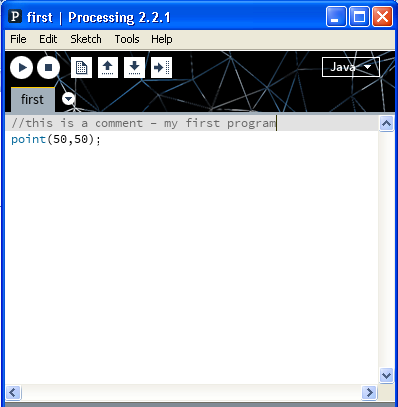 P first | Processing 2.2.1
File Edit Sketch Tools Help
Java
first
//this is a comment – my first program
point(50,50);